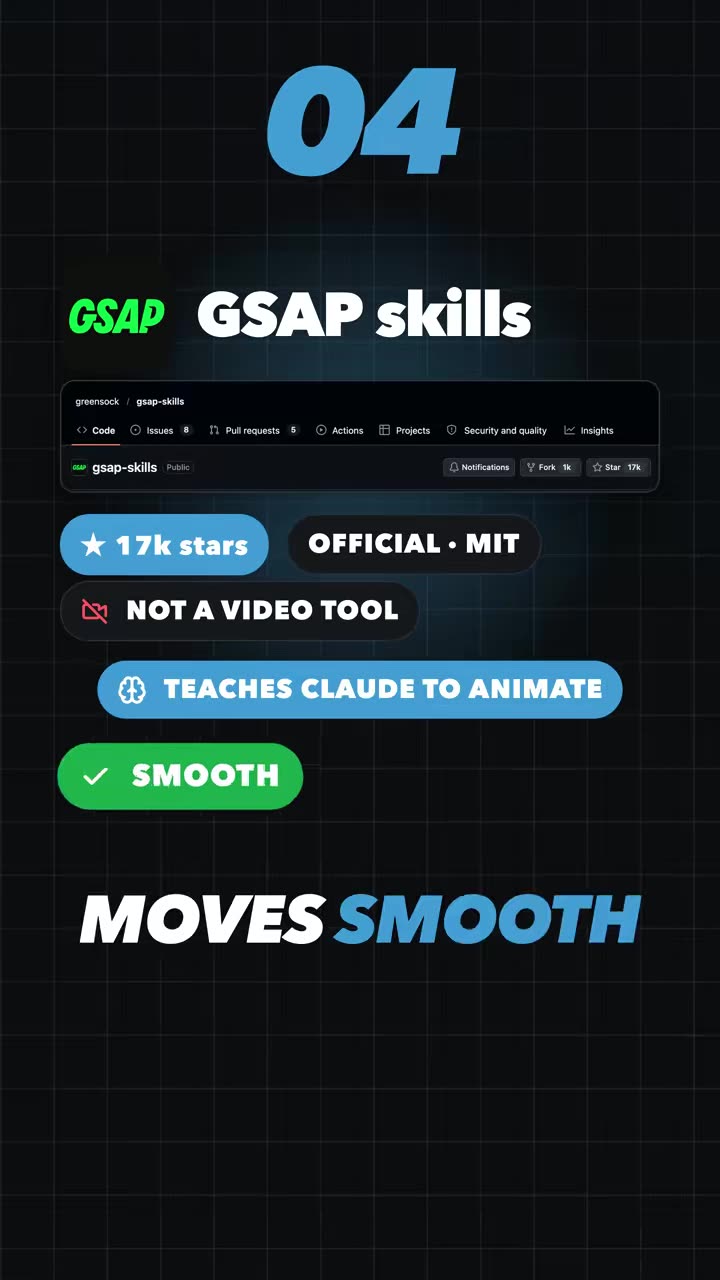 04
GSAP GSAP skills
greensock / gsap-skills
Code Issues 8 Pull requests 5 Actions Projects Security and quality Insights
GSAP gsap-skills Public Notifications Fork 1k Star 17k
★ 17k stars OFFICIAL • MIT
NOT A VIDEO TOOL
TEACHES CLAUDE TO ANIMATE
SMOOTH
MOVES SMOOTH